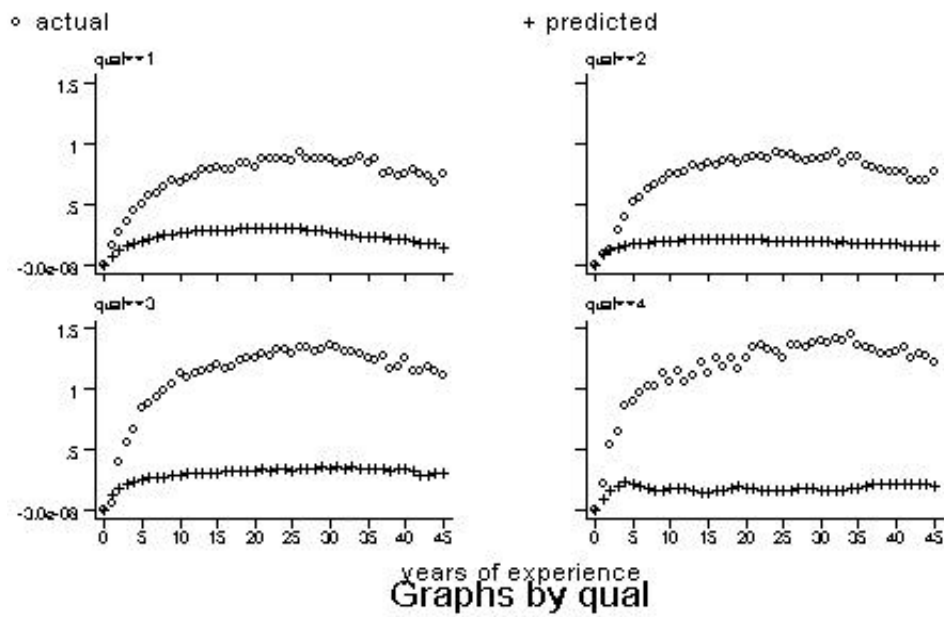 o actual
+ predicted
qual==1
qual==2
1.5
1
.5
-3.0e-08
qual==3
qual==4
1.5
1
.5
-3.0e-08
0 5 10 15 20 25 30 35 40 45
0 5 10 15 20 25 30 35 40 45
years of experience
Graphs by qual